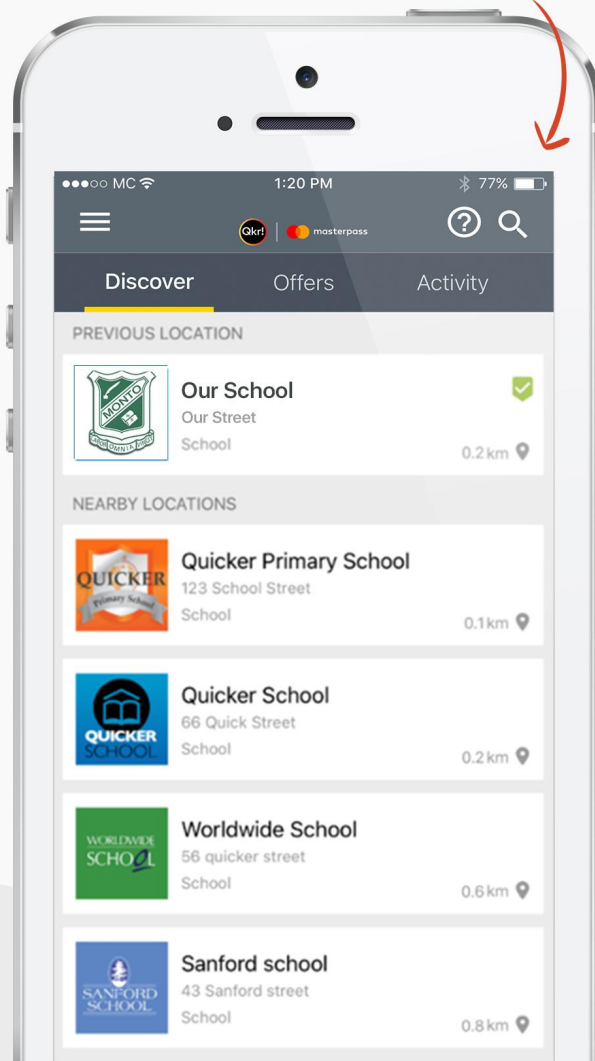 MC
1:20 PM
77%
Qkr!
masterpass
Discover
Offers
Activity
PREVIOUS LOCATION
MONTO
LABOR OMNIA VINCIT
Our School
Our Street
School
0.2 km
NEARBY LOCATIONS
QUICKER
Primary School
Quicker Primary School
123 School Street
School
0.1 km
QUICKER
SCHOOL
Quicker School
66 Quick Street
School
0.2 km
WORLDWIDE
SCHOOL
Worldwide School
56 quicker street
School
0.6 km
SANFORD
SCHOOL
Sanford school
43 Sanford street
School
0.8 km